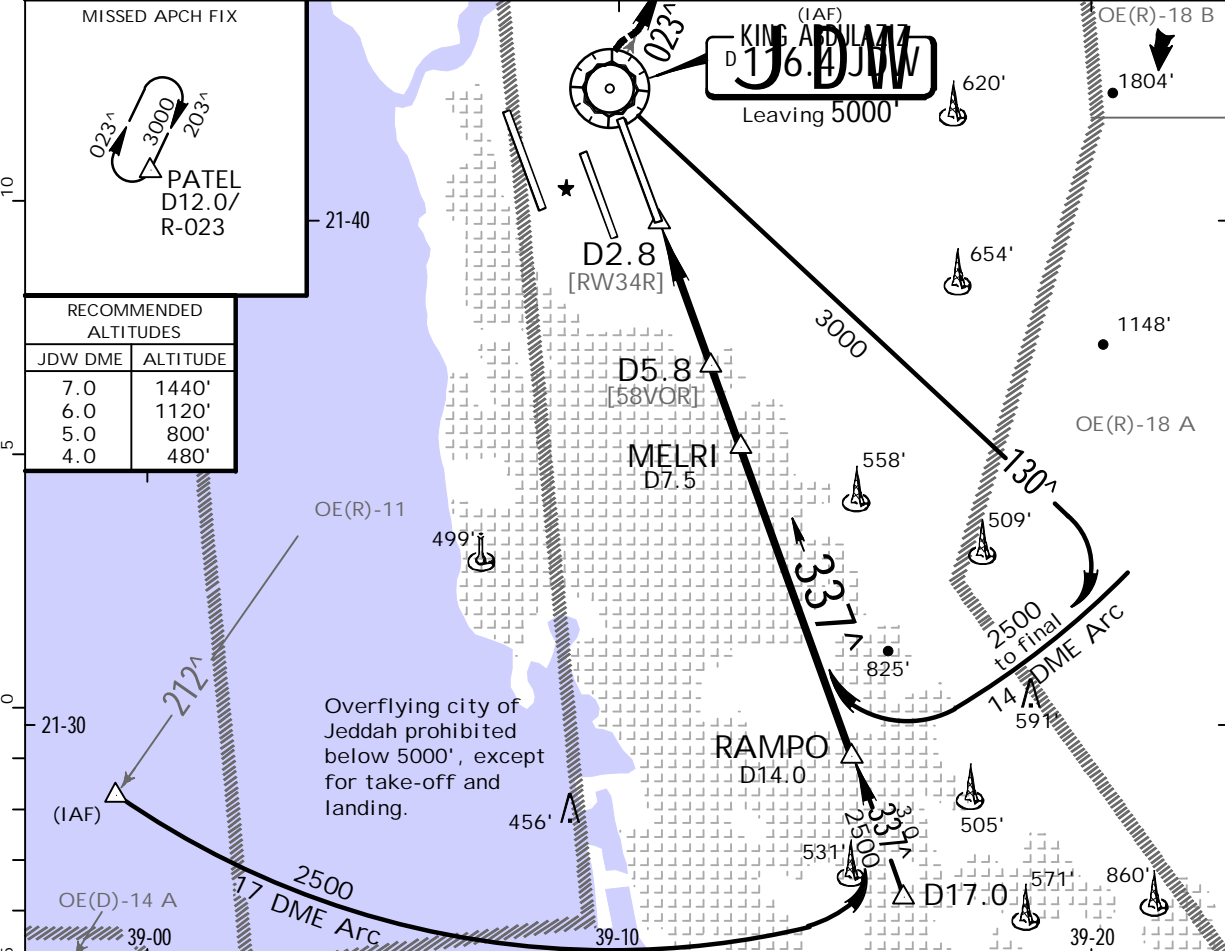 MISSED APCH FIX
023^
3000
203^
PATEL
D12.0/
R-023
RECOMMENDED
ALTITUDES
JDW DME ALTITUDE
7.0 1440'
6.0 1120'
5.0 800'
4.0 480'
10
5
0
21-40
21-30
39-00
39-10
39-20
023^
(IAF)
KING ABDULAZIZ
D 116.4 JDW
JDW
Leaving 5000'
OE(R)-18 B
1804'
620'
654'
1148'
OE(R)-18 A
D2.8
[RW34R]
3000
D5.8
[58VOR]
MELRI
D7.5
558'
130^
509'
OE(R)-11
499'
337^
2500
to final
14 DME Arc
825'
591'
212^
Overflying city of
Jeddah prohibited
below 5000', except
for take-off and
landing.
RAMPO
D14.0
(IAF)
456'
505'
337^
3.0
2500
531'
D17.0
571'
860'
2500
17 DME Arc
OE(D)-14 A